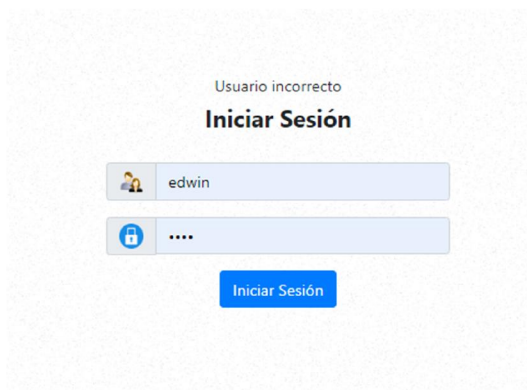 Usuario incorrecto
Iniciar Sesión
edwin
••••
Iniciar Sesión